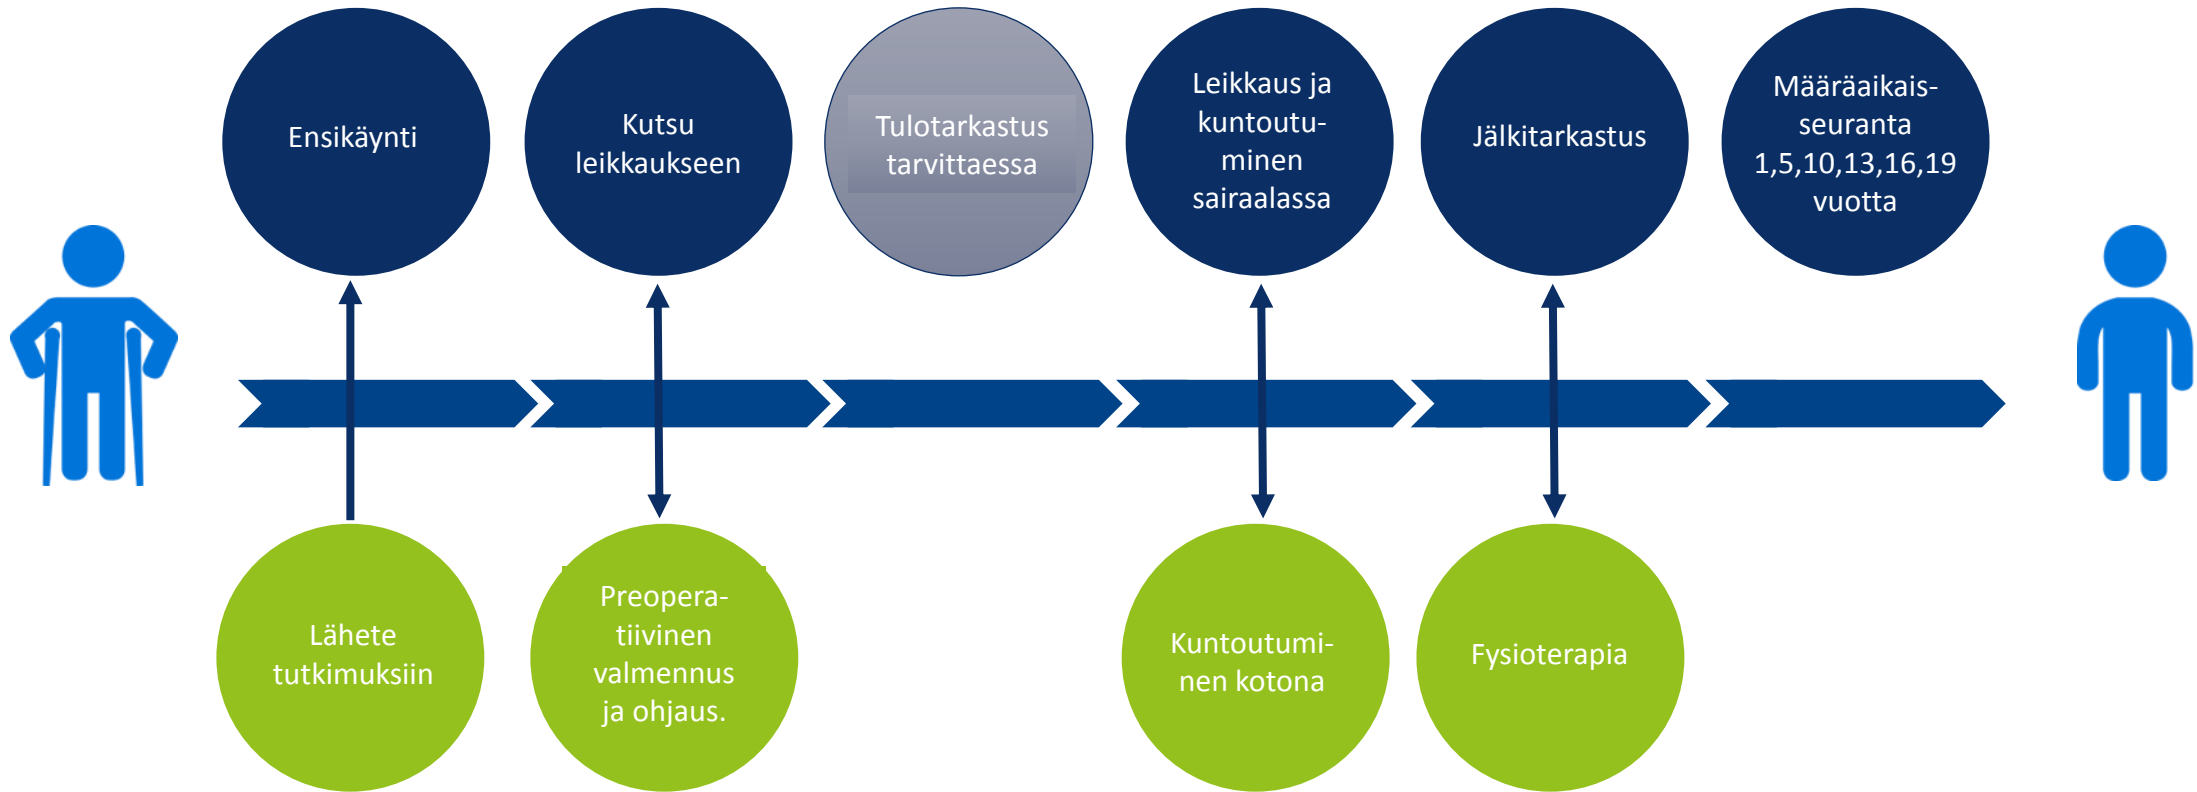 Ensikäynti
Kutsu
leikkaukseen
Tulotarkastus
tarvittaessa
Leikkaus ja
kuntoutu-
minen
sairaalassa
Jälkitarkastus
Määräaikais-
seuranta
1,5,10,13,16,19
vuotta
Lähete
tutkimuksiin
Preopera-
tiivinen
valmennus
ja ohjaus.
Kuntoutumi-
nen kotona
Fysioterapia